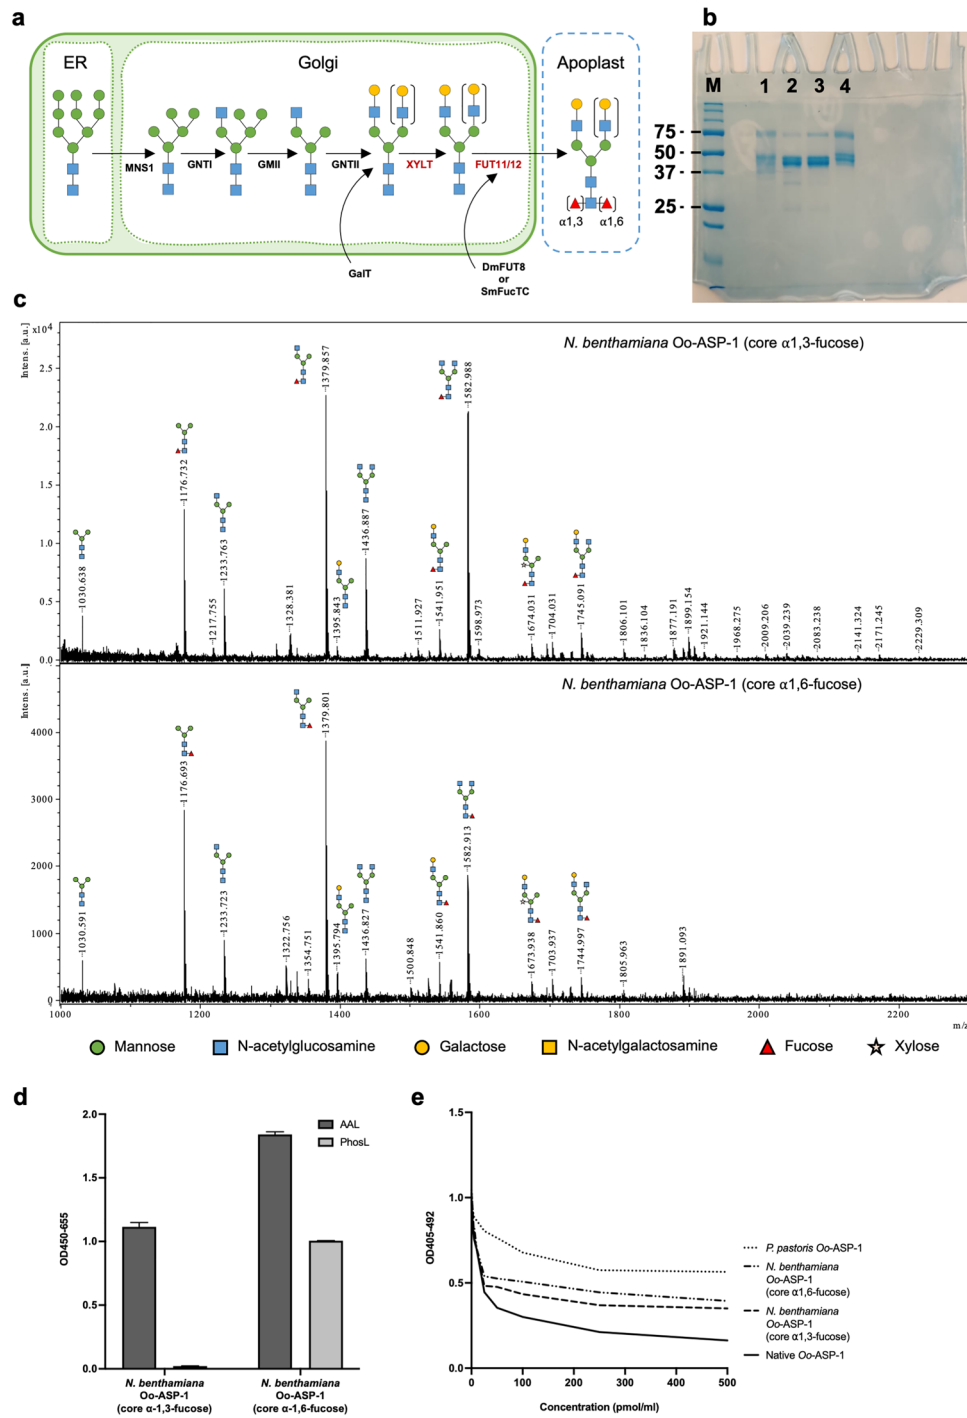 a
ER
Golgi
Apoplast
MNS1
GNTI
GMII
GNTII
XYLT
FUT11/12
α1,3
α1,6
GalT
DmFUT8
or
SmFucTC
b
M 1 2 3 4
75 -
50 -
37 -
25 -
c
Intens. [a.u.]
x10⁴
2.5
2.0
1.5
1.0
0.5
0.0
N. benthamiana Oo-ASP-1 (core α1,3-fucose)
1030.638
1176.732
1217.755
1233.763
1328.381
1379.857
1395.843
1436.887
1511.927
1541.951
1582.988
1598.973
1674.031
1704.031
1745.091
1806.101
1836.104
1877.191
1899.154
1921.144
1968.275
2009.206
2039.239
2083.238
2141.324
2171.245
2229.309
Intens. [a.u.]
4000
3000
2000
1000
0
N. benthamiana Oo-ASP-1 (core α1,6-fucose)
1030.591
1176.693
1233.723
1322.756
1354.751
1379.801
1395.794
1436.827
1500.848
1541.860
1582.913
1673.938
1703.937
1744.997
1805.963
1891.093
1000 1200 1400 1600 1800 2000 2200
Mannose N-acetylglucosamine Galactose N-acetylgalactosamine Fucose Xylose
d
OD450-655
2.0
1.5
1.0
0.5
0.0
AAL
PhosL
N. benthamiana
Oo-ASP-1
(core α-1,3-fucose)
N. benthamiana
Oo-ASP-1
(core α-1,6-fucose)
e
OD405-492
1.5
1.0
0.5
0.0
0 100 200 300 400 500
Concentration (pmol/ml)
P. pastoris Oo-ASP-1
N. benthamiana
Oo-ASP-1
(core α1,6-fucose)
N. benthamiana
Oo-ASP-1
(core α1,3-fucose)
Native Oo-ASP-1